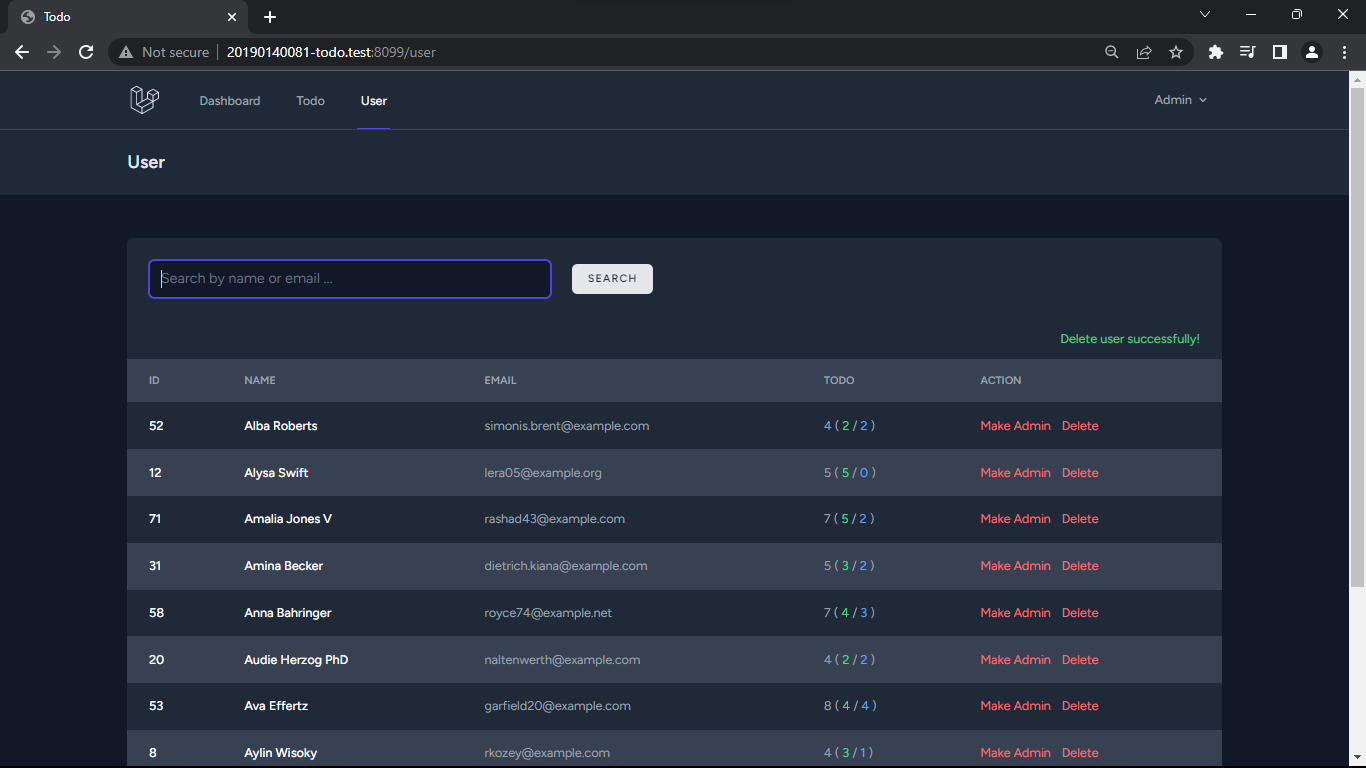 Todo
Not secure 20190140081-todo.test:8099/user
Dashboard Todo User Admin
User
Search by name or email ... SEARCH
Delete user successfully!
ID NAME EMAIL TODO ACTION
52 Alba Roberts simonis.brent@example.com 4 ( 2 / 2 ) Make Admin Delete
12 Alysa Swift lera05@example.org 5 ( 5 / 0 ) Make Admin Delete
71 Amalia Jones V rashad43@example.com 7 ( 5 / 2 ) Make Admin Delete
31 Amina Becker dietrich.kiana@example.com 5 ( 3 / 2 ) Make Admin Delete
58 Anna Bahringer royce74@example.net 7 ( 4 / 3 ) Make Admin Delete
20 Audie Herzog PhD naltenwerth@example.com 4 ( 2 / 2 ) Make Admin Delete
53 Ava Effertz garfield20@example.com 8 ( 4 / 4 ) Make Admin Delete
8 Aylin Wisoky rkozey@example.com 4 ( 3 / 1 ) Make Admin Delete